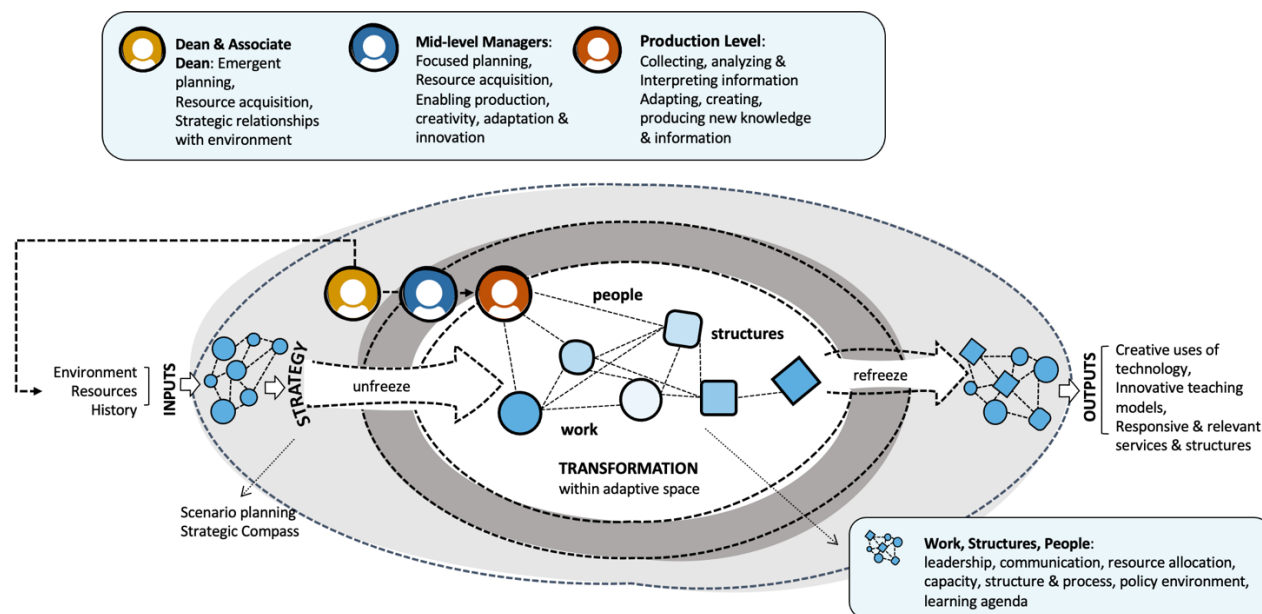 Dean & Associate
Dean: Emergent
planning,
Resource acquisition,
Strategic relationships
with environment
Mid-level Managers:
Focused planning,
Resource acquisition,
Enabling production,
creativity, adaptation &
innovation
Production Level:
Collecting, analyzing &
Interpreting information
Adapting, creating,
producing new knowledge
& information
Environment
Resources
History
INPUTS
STRATEGY
unfreeze
people
structures
work
TRANSFORMATION
within adaptive space
refreeze
OUTPUTS
Creative uses of
technology,
Innovative teaching
models,
Responsive & relevant
services & structures
Scenario planning
Strategic Compass
Work, Structures, People:
leadership, communication, resource allocation,
capacity, structure & process, policy environment,
learning agenda